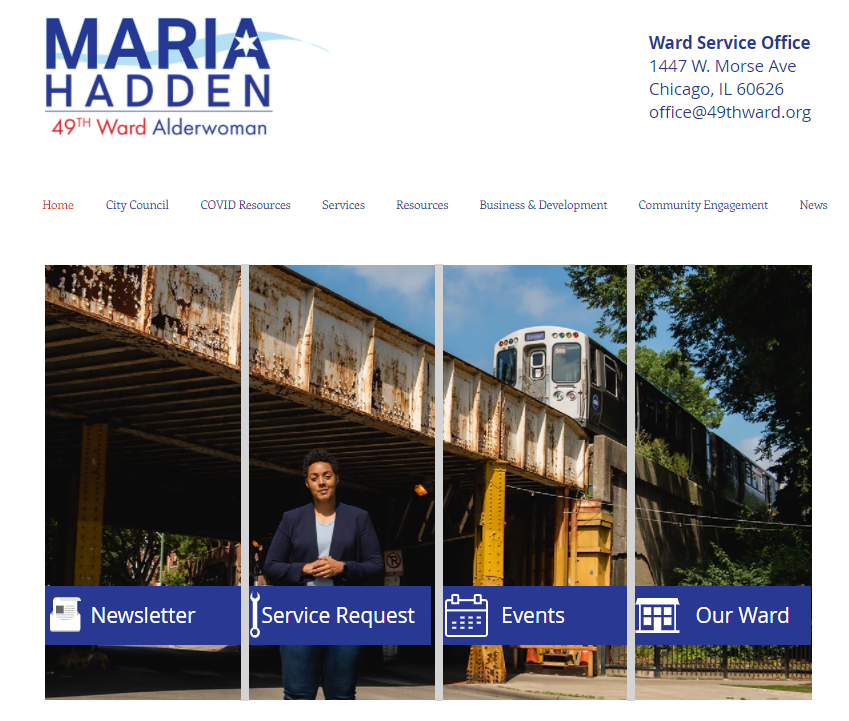 MARIA
HADDEN
49TH Ward Alderwoman
Ward Service Office
1447 W. Morse Ave
Chicago, IL 60626
office@49thward.org
Home City Council COVID Resources Services Resources Business & Development Community Engagement News
Newsletter Service Request Events Our Ward